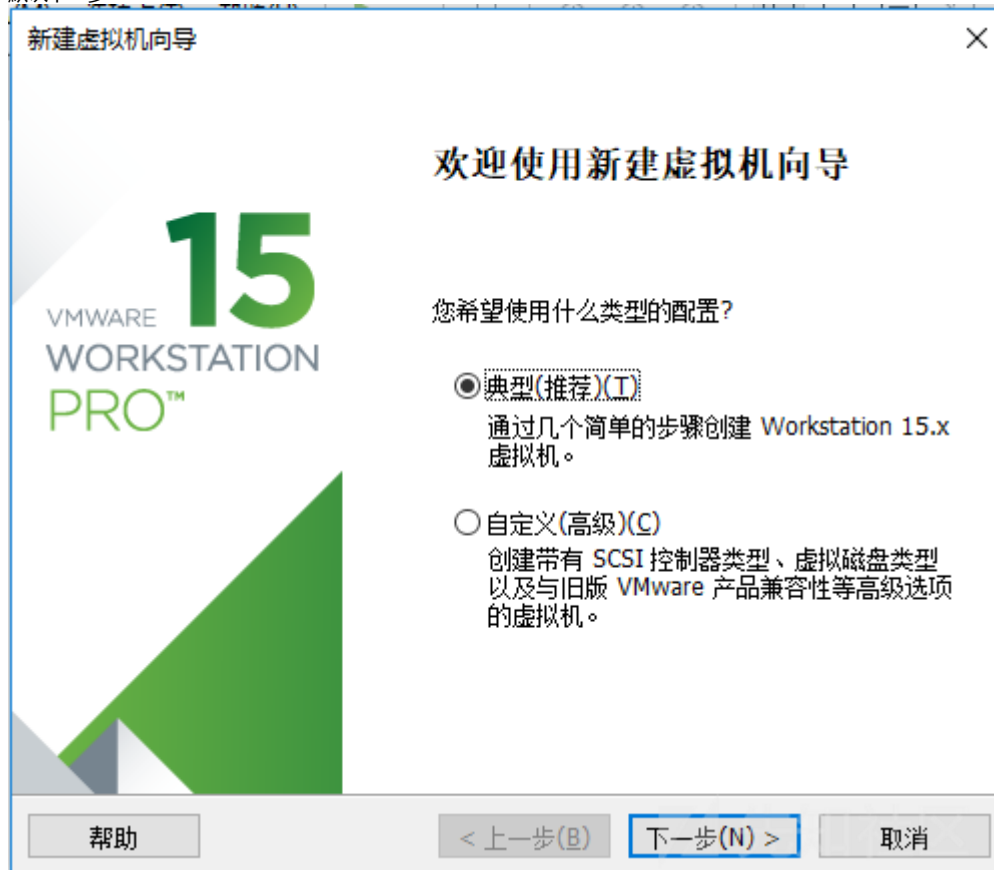 新建虚拟机向导
欢迎使用新建虚拟机向导
15
VMWARE
WORKSTATION
PRO™
您希望使用什么类型的配置?
典型(推荐)(T)
通过几个简单的步骤创建 Workstation 15.x
虚拟机。
自定义(高级)(C)
创建带有 SCSI 控制器类型、虚拟磁盘类型
以及与旧版 VMware 产品兼容性等高级选项
的虚拟机。
帮助
< 上一步(B)
下一步(N) >
取消